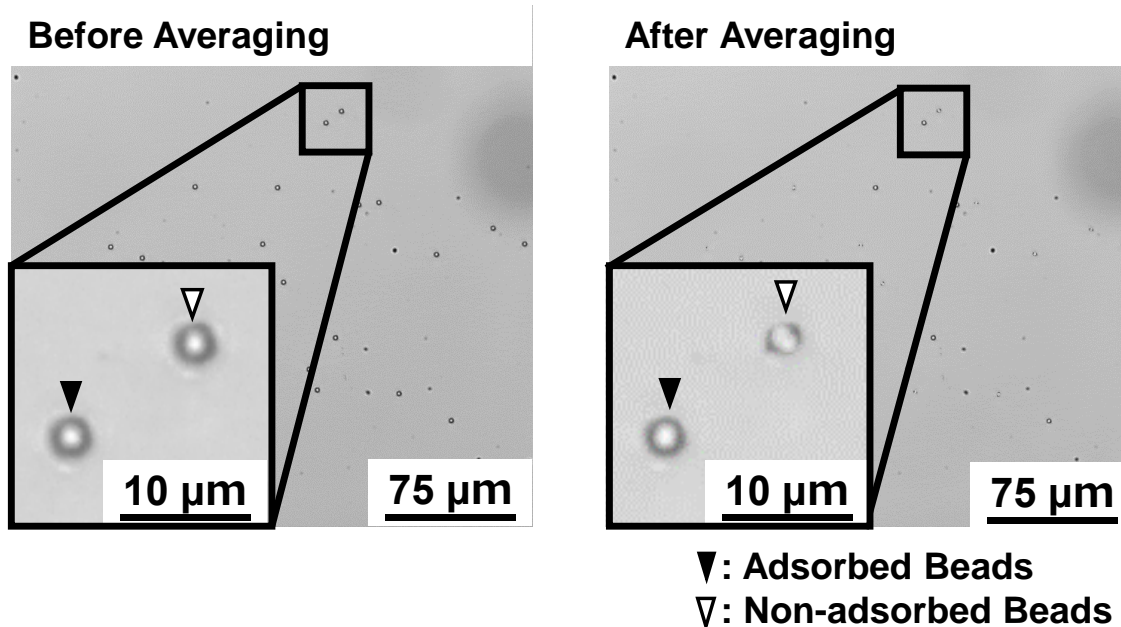 Before Averaging
After Averaging
10 µm
75 µm
10 µm
75 µm
: Adsorbed Beads
: Non-adsorbed Beads